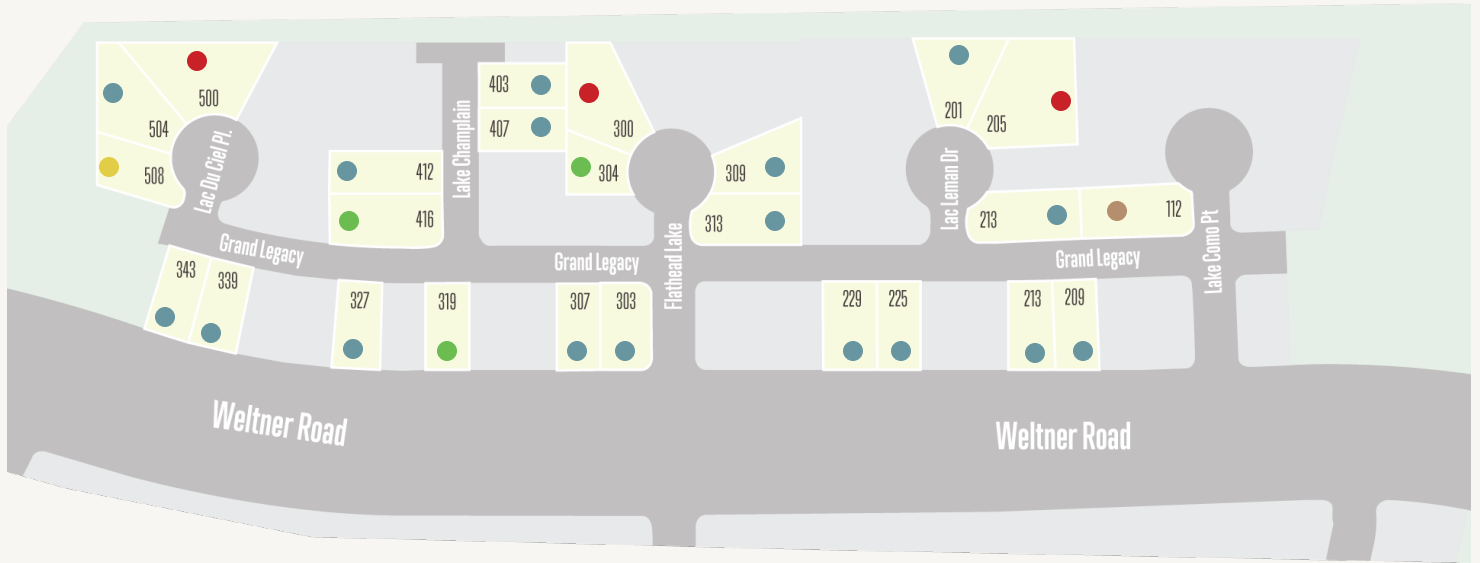 500
504
508
Lac Du Ciel Pl.
403
407
Lake Champlain
412
416
300
304
309
313
201
205
Lac Leman Dr
213
112
Lake Como Pt
Grand Legacy
Grand Legacy
Flathead Lake
Grand Legacy
343
339
327
319
307
303
229
225
213
209
Weltner Road
Weltner Road